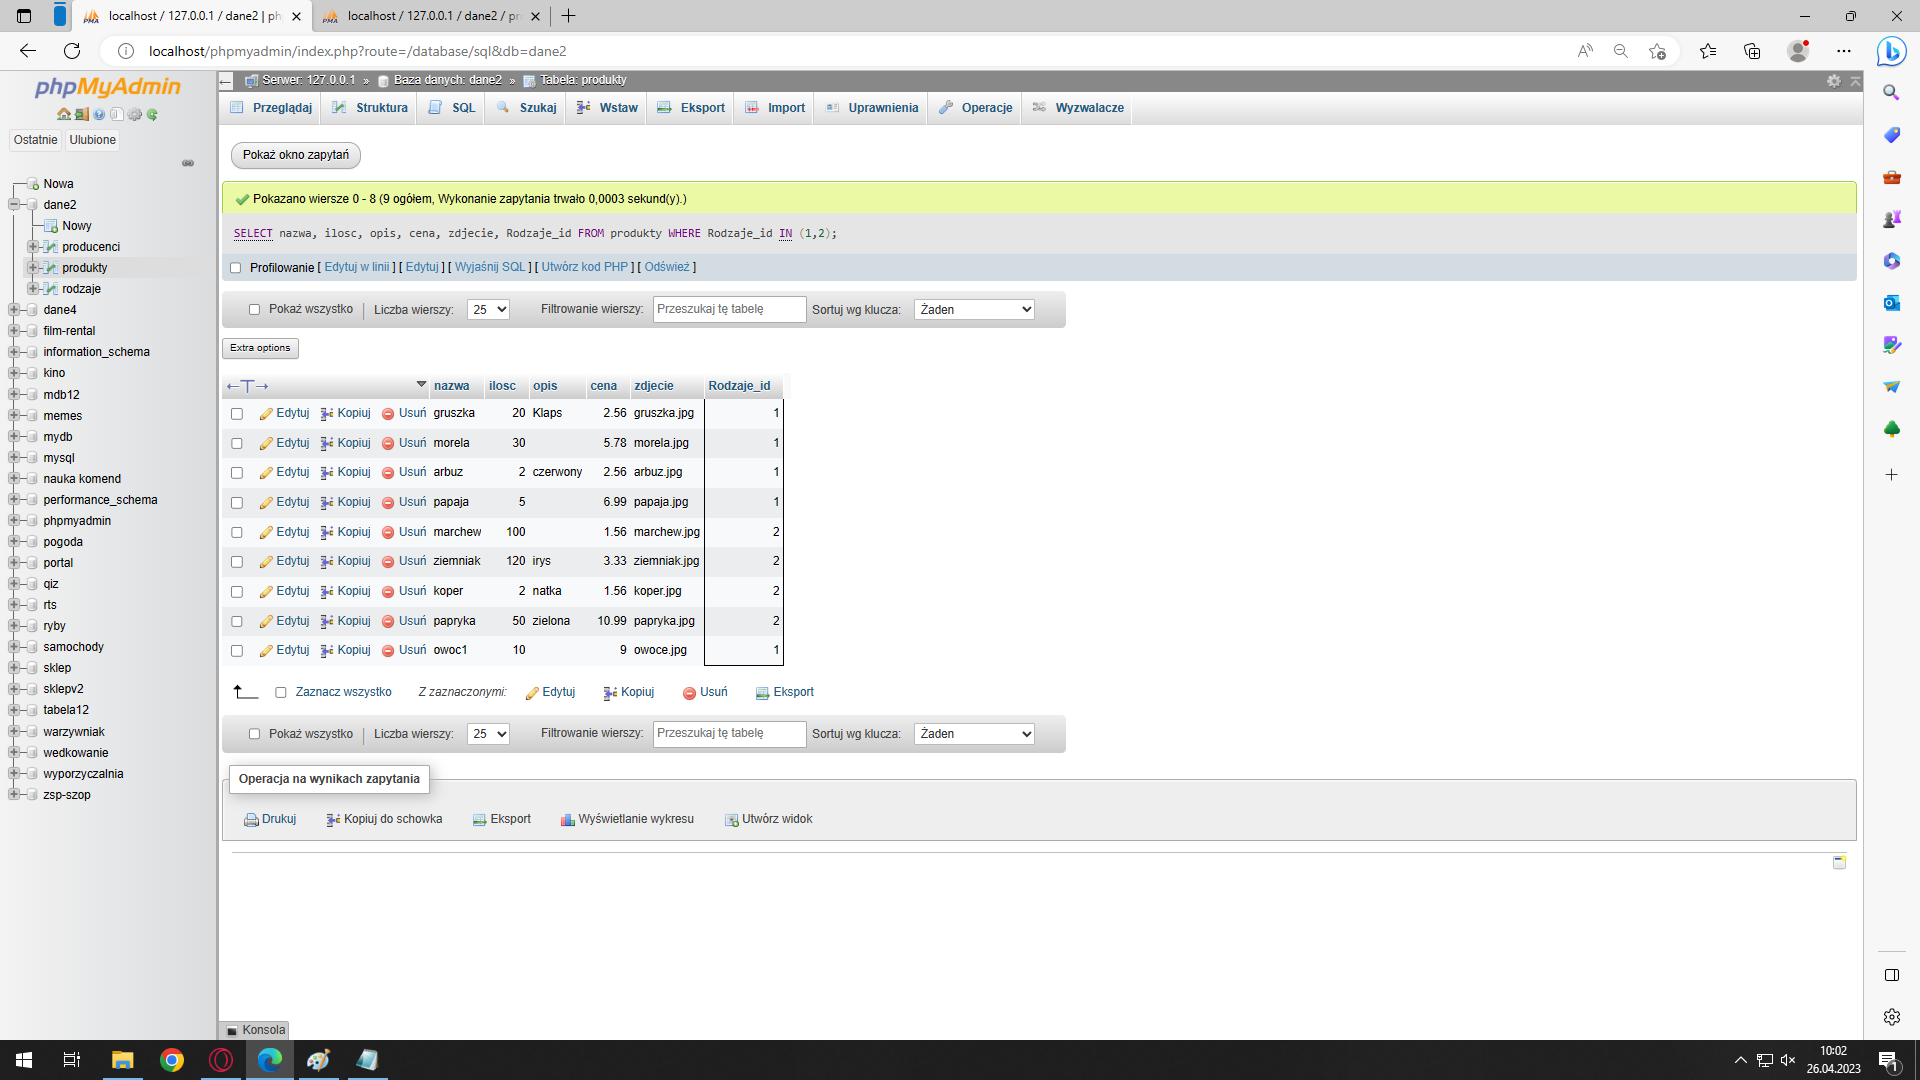 localhost / 127.0.0.1 / dane2 | ph
localhost / 127.0.0.1 / dane2 / pr
localhost/phpmyadmin/index.php?route=/database/sql&db=dane2
phpMyAdmin
Ostatnie Ulubione
Nowa
dane2
Nowy
producenci
produkty
rodzaje
dane4
film-rental
information_schema
kino
mdb12
memes
mydb
mysql
nauka komend
performance_schema
phpmyadmin
pogoda
portal
qiz
rts
ryby
samochody
sklep
sklepv2
tabela12
warzywniak
wedkowanie
wyporzyczalnia
zsp-szop
Serwer: 127.0.0.1 » Baza danych: dane2 » Tabela: produkty
Przeglądaj Struktura SQL Szukaj Wstaw Eksport Import Uprawnienia Operacje Wyzwalacze
Pokaż okno zapytań
Pokazano wiersze 0 - 8 (9 ogółem, Wykonanie zapytania trwało 0,0003 sekund(y).)
SELECT nazwa, ilosc, opis, cena, zdjecie, Rodzaje_id FROM produkty WHERE Rodzaje_id IN (1,2);
Profilowanie [ Edytuj w linii ] [ Edytuj ] [ Wyjaśnij SQL ] [ Utwórz kod PHP ] [ Odśwież ]
Pokaż wszystko Liczba wierszy: 25 Filtrowanie wierszy: Przeszukaj tę tabelę Sortuj wg klucza: Żaden
Extra options
←T→ nazwa ilosc opis cena zdjecie Rodzaje_id
Edytuj Kopiuj Usuń gruszka 20 Klaps 2.56 gruszka.jpg 1
Edytuj Kopiuj Usuń morela 30 5.78 morela.jpg 1
Edytuj Kopiuj Usuń arbuz 2 czerwony 2.56 arbuz.jpg 1
Edytuj Kopiuj Usuń papaja 5 6.99 papaja.jpg 1
Edytuj Kopiuj Usuń marchew 100 1.56 marchew.jpg 2
Edytuj Kopiuj Usuń ziemniak 120 irys 3.33 ziemniak.jpg 2
Edytuj Kopiuj Usuń koper 2 natka 1.56 koper.jpg 2
Edytuj Kopiuj Usuń papryka 50 zielona 10.99 papryka.jpg 2
Edytuj Kopiuj Usuń owoc1 10 9 owoce.jpg 1
Zaznacz wszystko Z zaznaczonymi: Edytuj Kopiuj Usuń Eksport
Pokaż wszystko Liczba wierszy: 25 Filtrowanie wierszy: Przeszukaj tę tabelę Sortuj wg klucza: Żaden
Operacja na wynikach zapytania
Drukuj Kopiuj do schowka Eksport Wyświetlanie wykresu Utwórz widok
Konsola
10:02
26.04.2023
1